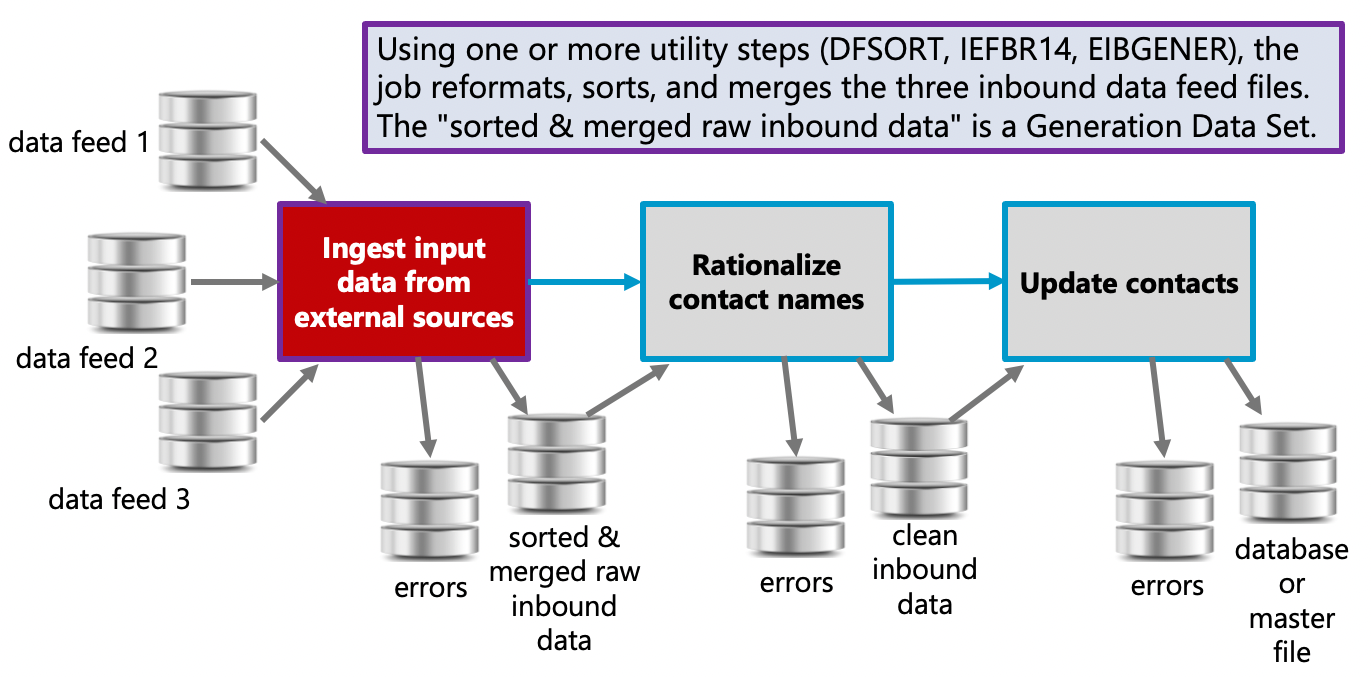 Using one or more utility steps (DFSORT, IEFBR14, EIBGENER), the
job reformats, sorts, and merges the three inbound data feed files.
The "sorted & merged raw inbound data" is a Generation Data Set.
data feed 1
data feed 2
data feed 3
Ingest input
data from
external sources
Rationalize
contact names
Update contacts
errors
sorted &
merged raw
inbound
data
errors
clean
inbound
data
errors
database
or
master
file